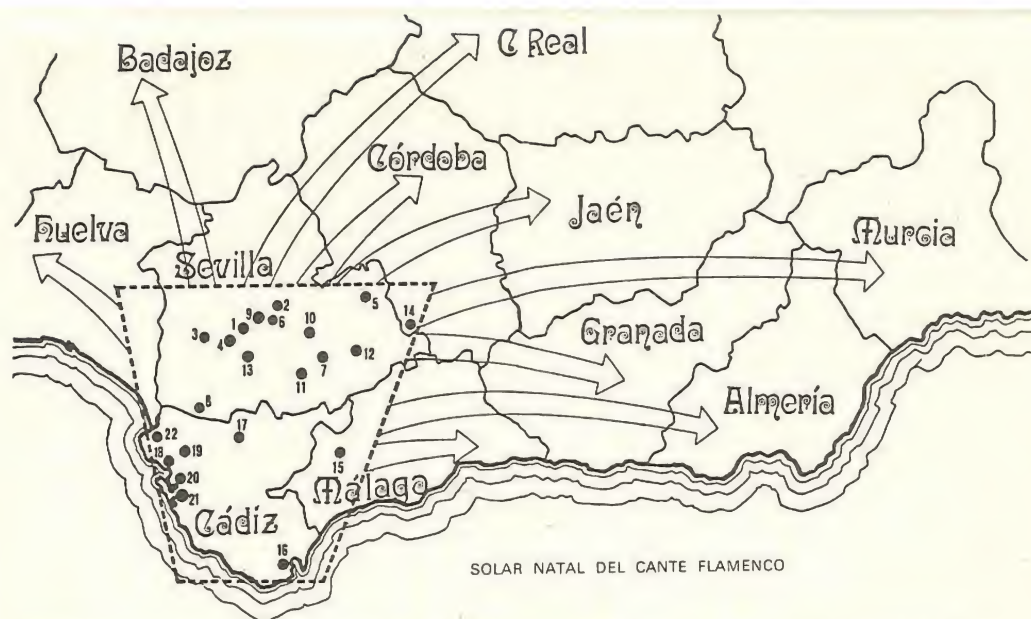 Badajoz
C Real
Córdoba
Huelva
Jaén
Murcia
Sevilla
2
5
9
6
14
1
10
3
4
13
7
12
11
Granada
8
Almería
22
17
18
19
15
20
Málaga
21
Cádiz
16
SOLAR NATAL DEL CANTE FLAMENCO